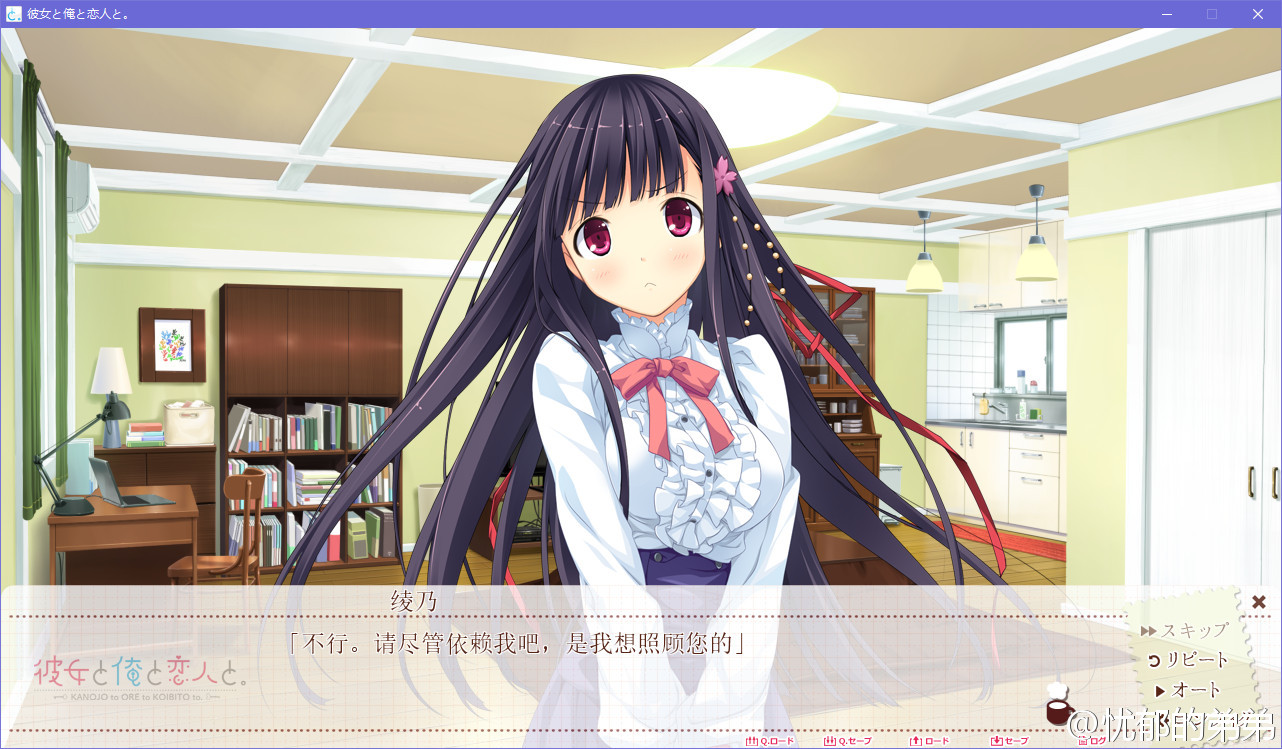 彼女と俺と恋人と。
绫乃
「不行。请尽管依赖我吧，是我想照顾您的」
彼女と俺と恋人と。
KANOJO to ORE to KOIBITO to.
スキップ
リピート
オート
Q.ロード
Q.セーブ
ロード
セーブ
ログ
@忧郁的弟弟